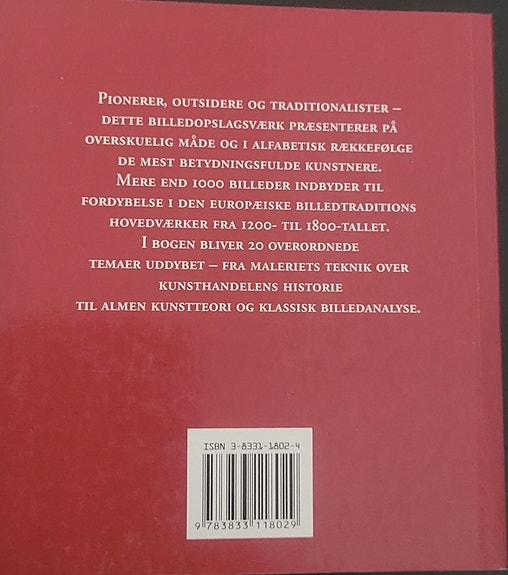 Pionerer, outsidere og traditionalister –
dette billedopslagsværk præsenterer på
overskuelig måde og i alfabetisk rækkefølge
de mest betydningsfulde kunstnere.
Mere end 1000 billeder indbyder til
fordybelse i den europæiske billedtraditions
hovedværker fra 1200- til 1800-tallet.
I bogen bliver 20 overordnede
temaer uddybet – fra maleriets teknik over
kunsthandelens historie
til almen kunstteori og klassisk billedanalyse.
ISBN 3-8331-1802-4
9 783833 118029